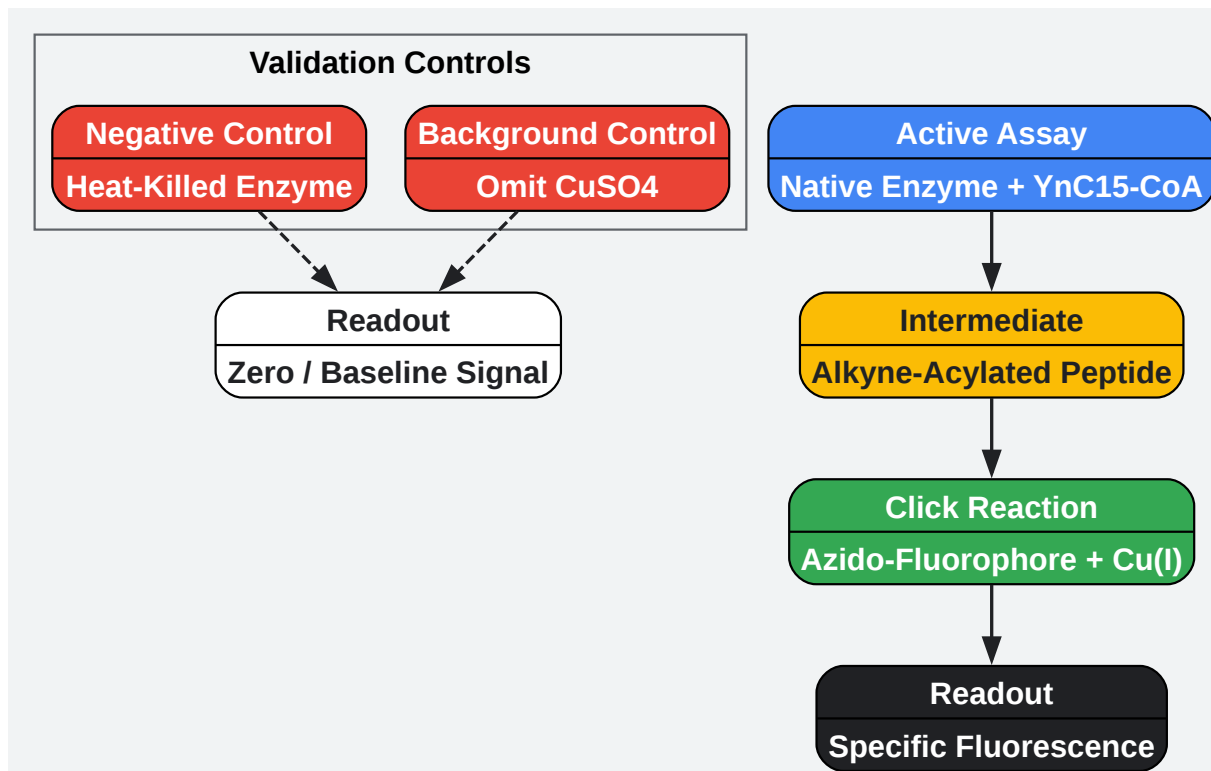 Validation Controls
Negative Control
Heat-Killed Enzyme
Background Control
Omit CuSO4
Readout
Zero / Baseline Signal
Active Assay
Native Enzyme + YnC15-CoA
Intermediate
Alkyne-Acylated Peptide
Click Reaction
Azido-Fluorophore + Cu(I)
Readout
Specific Fluorescence